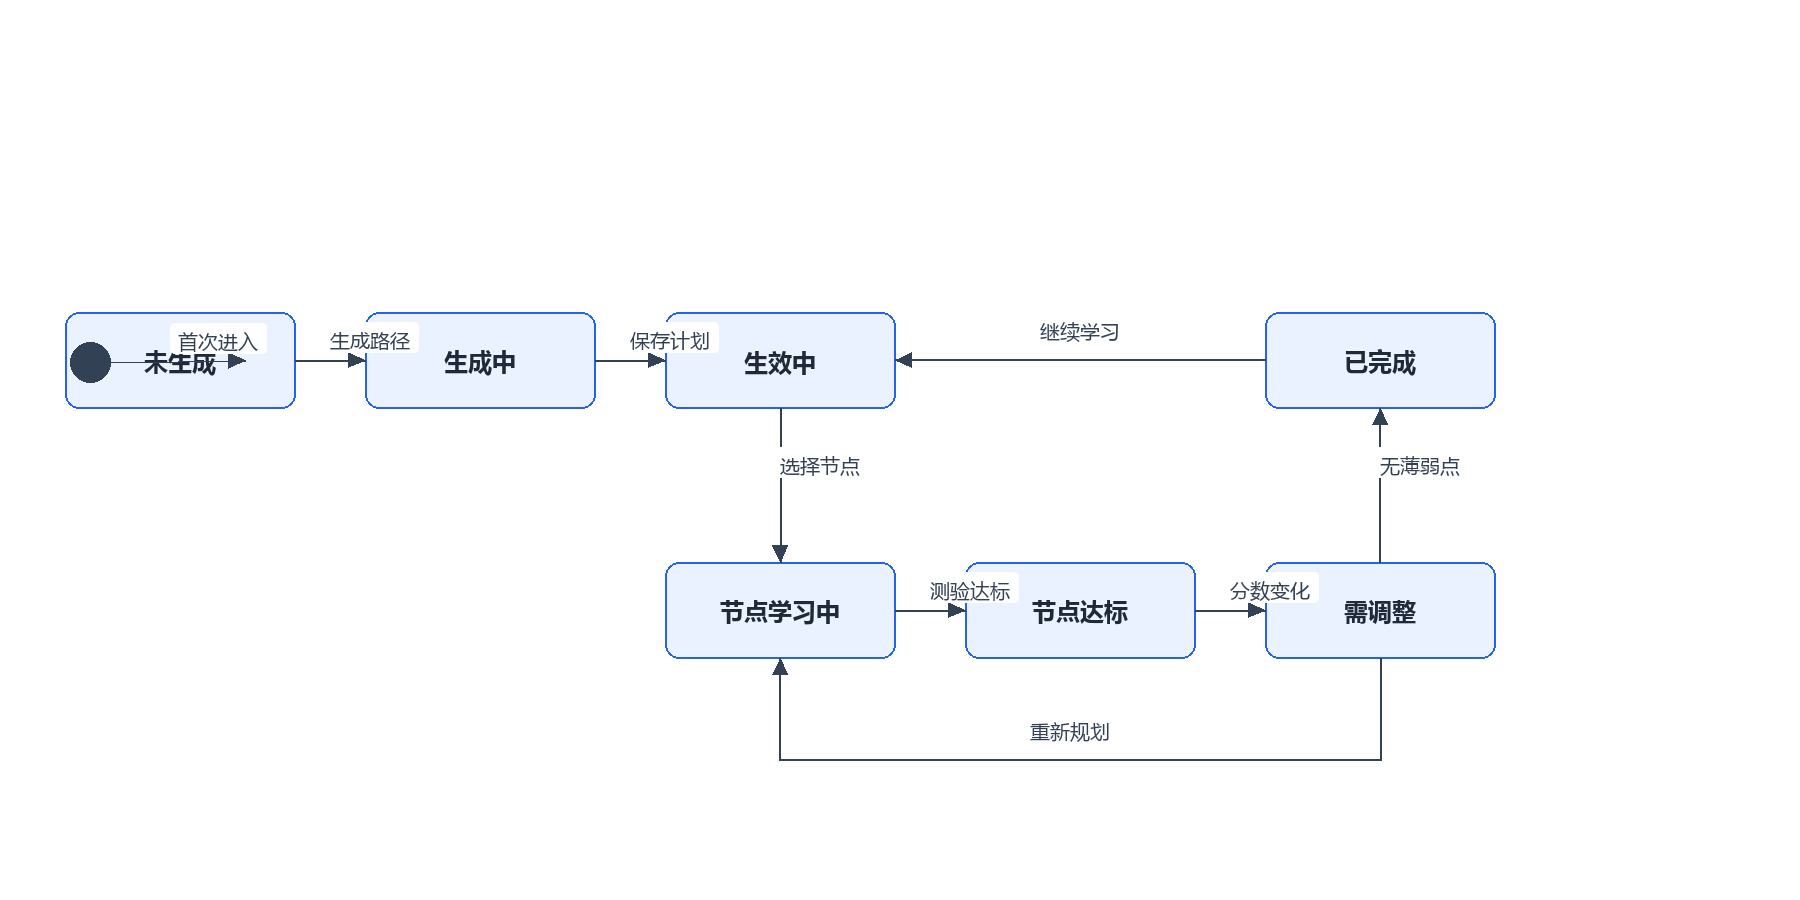 首次进入
未生成
生成路径
生成中
保存计划
生效中
继续学习
已完成
选择节点
无薄弱点
节点学习中
测验达标
节点达标
分数变化
需调整
重新规划